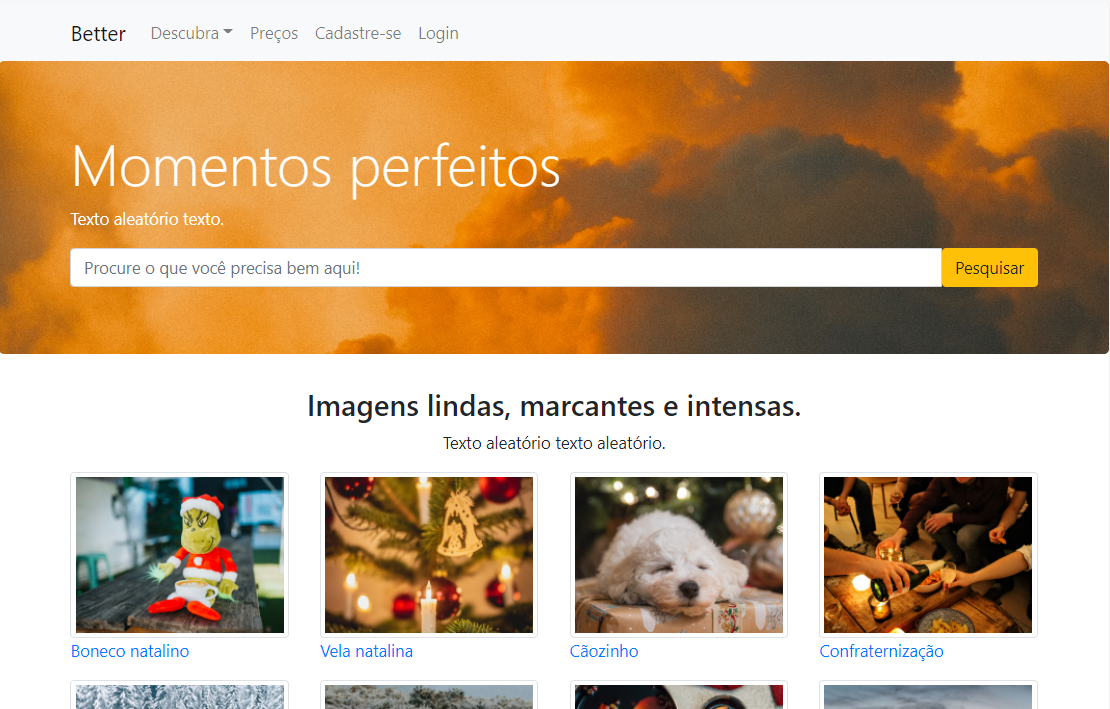 Better Descubra Preços Cadastre-se Login
Momentos perfeitos
Texto aleatório texto.
Procure o que você precisa bem aqui! Pesquisar
Imagens lindas, marcantes e intensas.
Texto aleatório texto aleatório.
Boneco natalino Vela natalina Cãozinho Confraternização